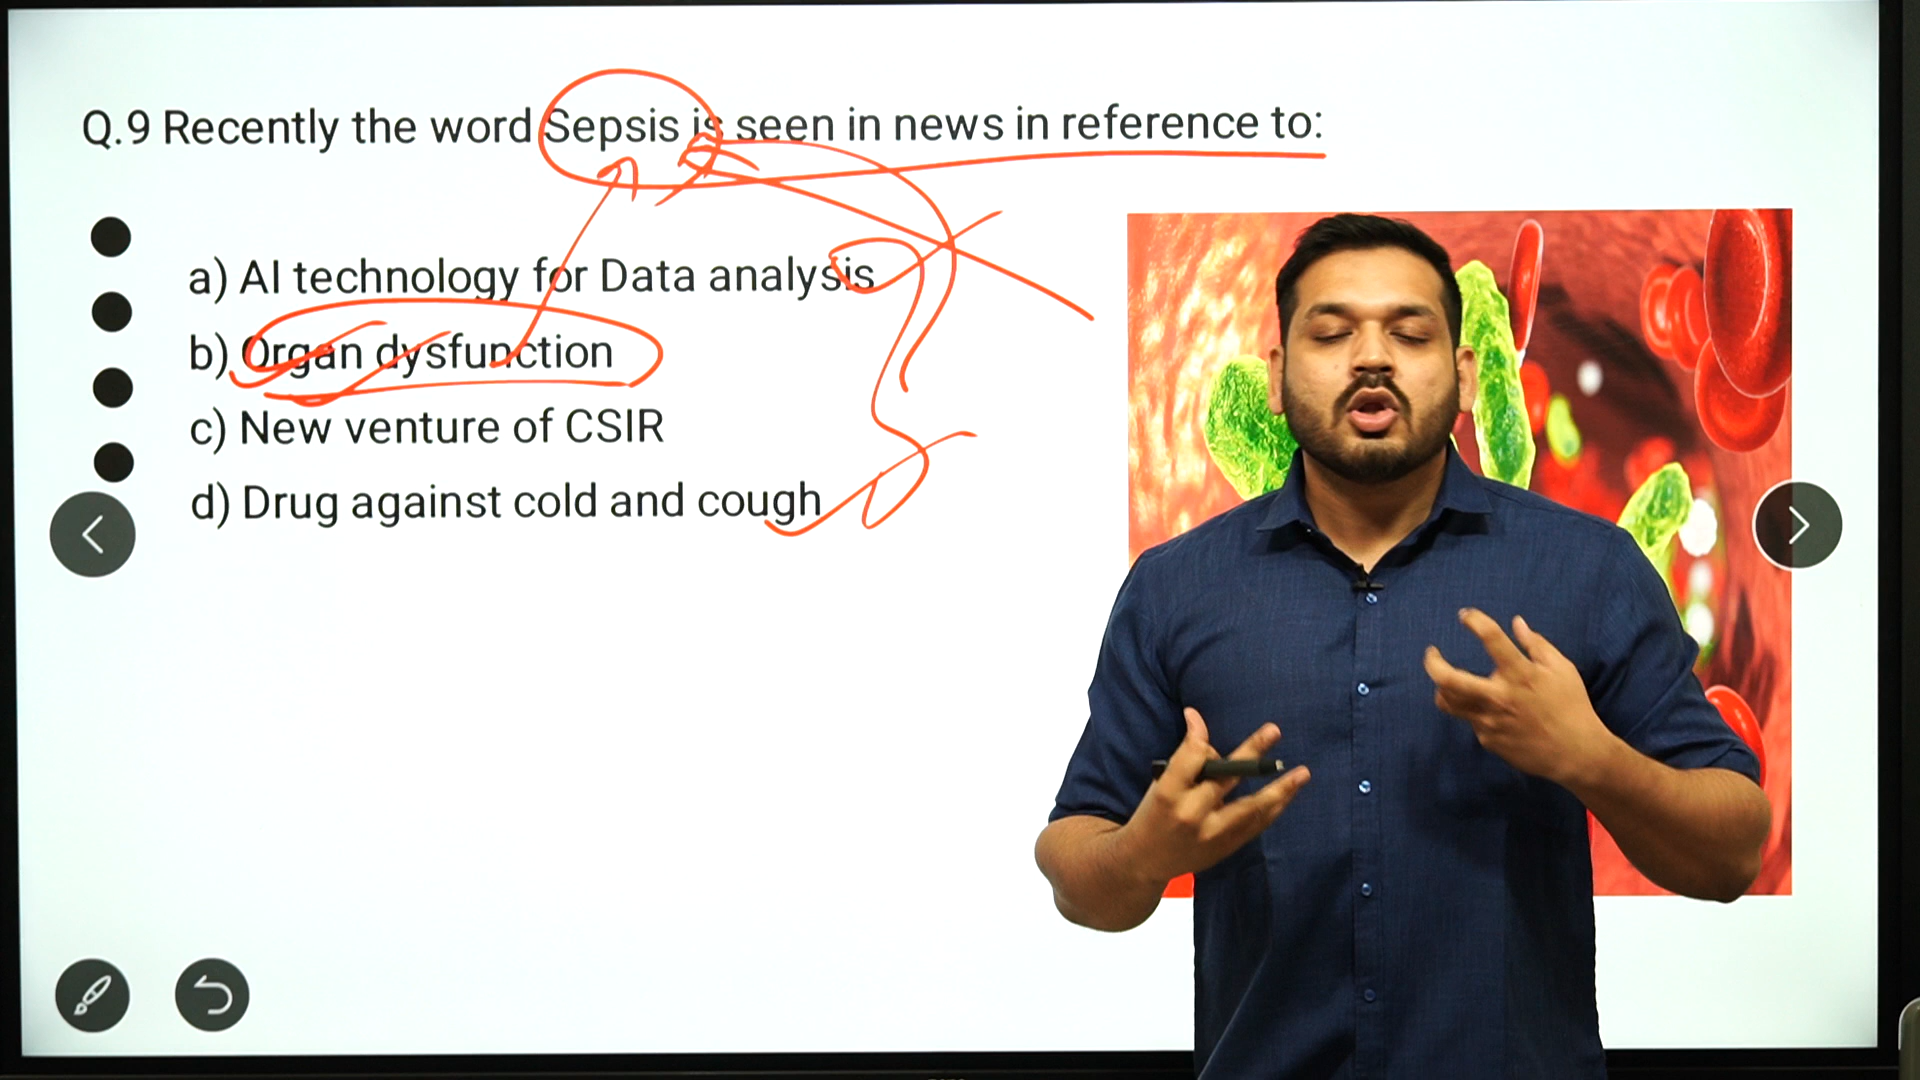 Q.9 Recently the word Sepsis is seen in news in reference to:
a) AI technology for Data analysis
b) Organ dysfunction
c) New venture of CSIR
d) Drug against cold and cough